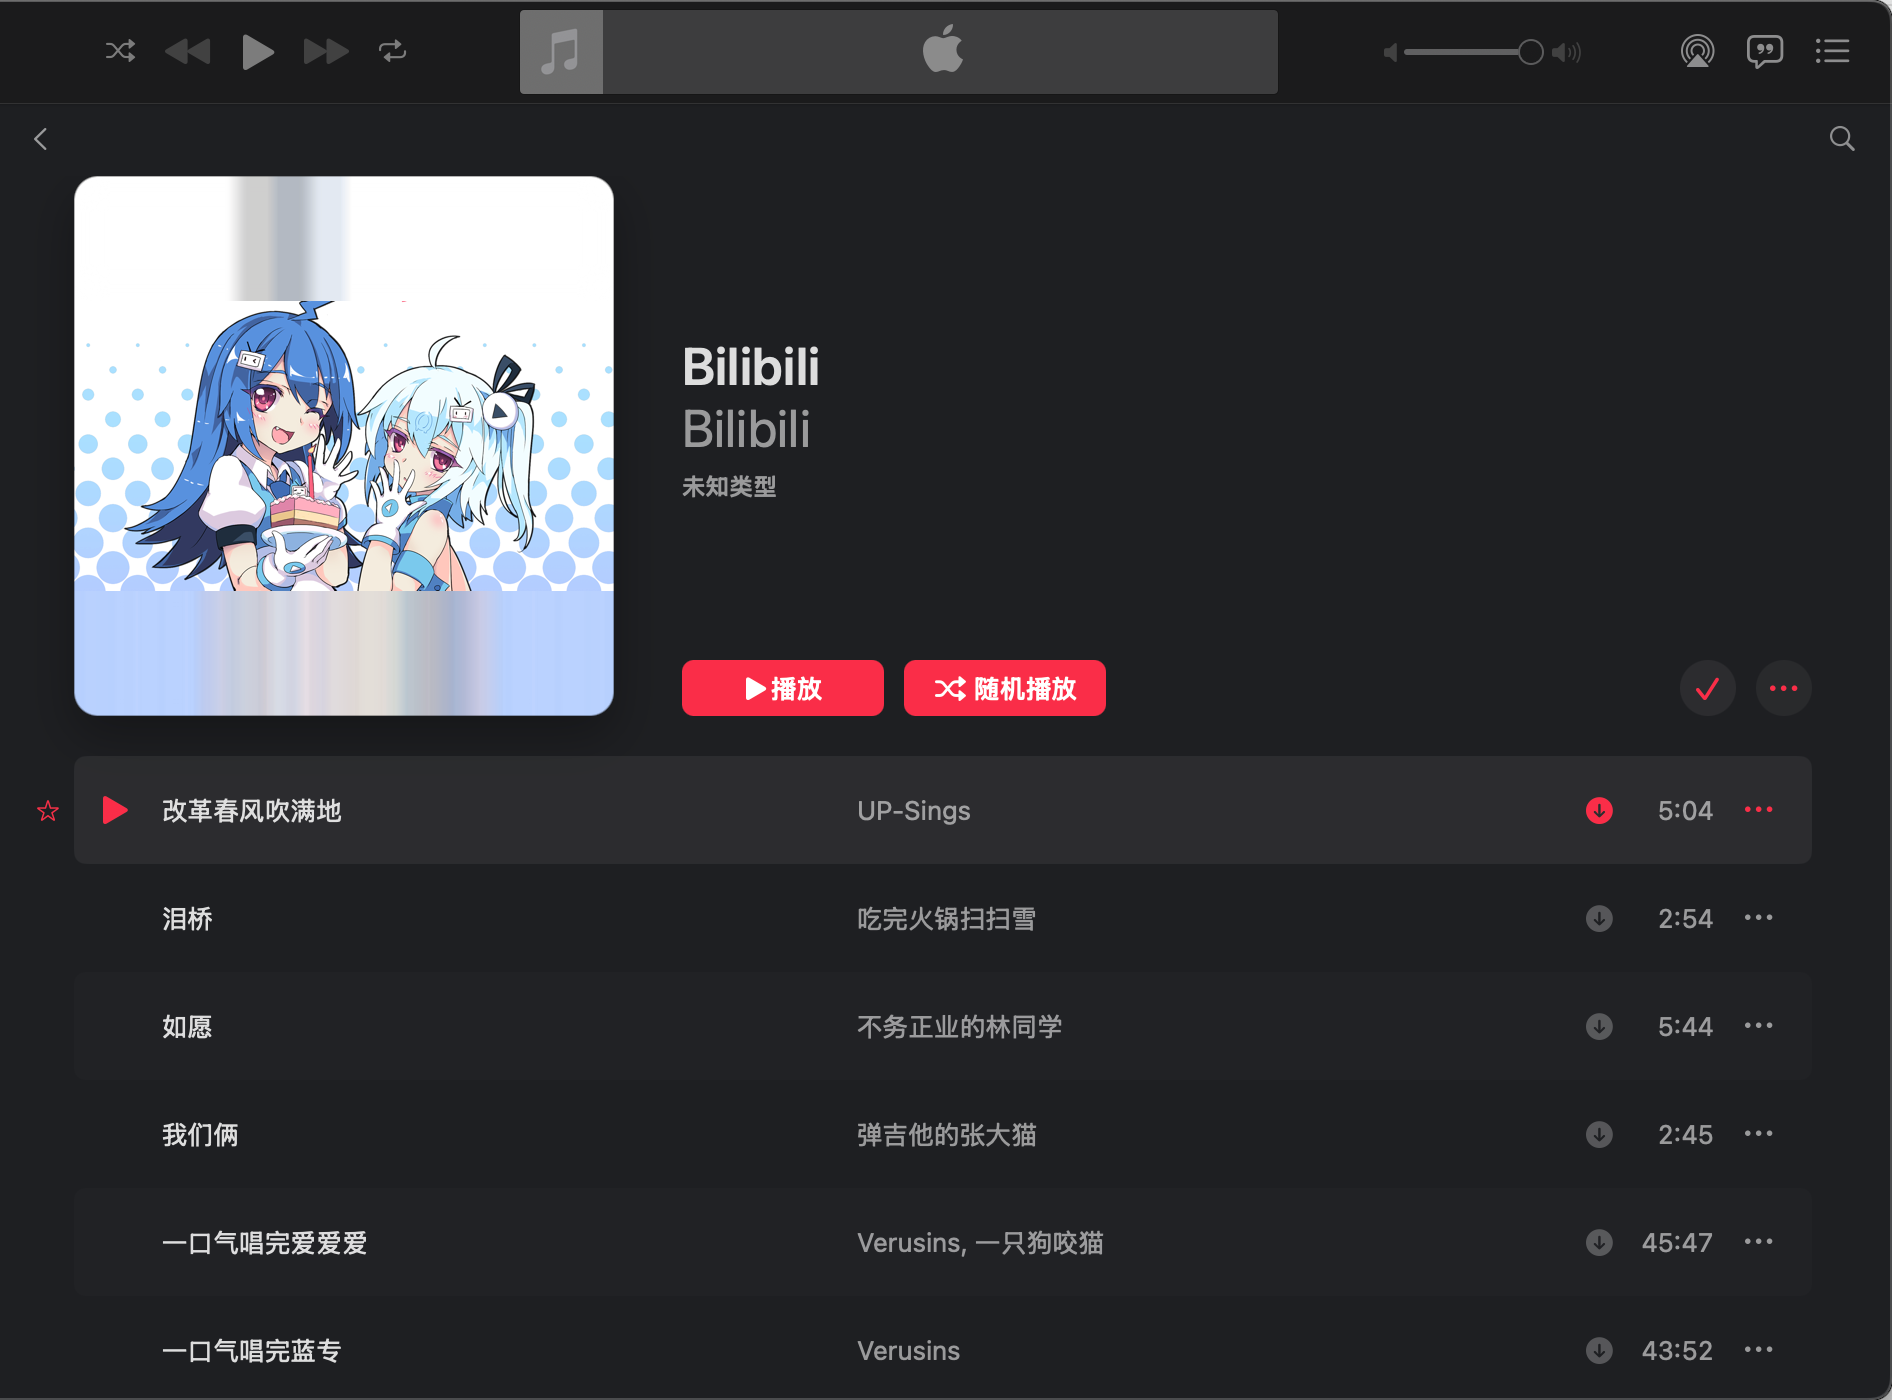 Bilibili
Bilibili
未知类型
播放
随机播放
改革春风吹满地 UP-Sings 5:04
泪桥 吃完火锅扫扫雪 2:54
如愿 不务正业的林同学 5:44
我们俩 弹吉他的张大猫 2:45
一口气唱完爱爱爱 Verusins, 一只狗咬猫 45:47
一口气唱完蓝专 Verusins 43:52